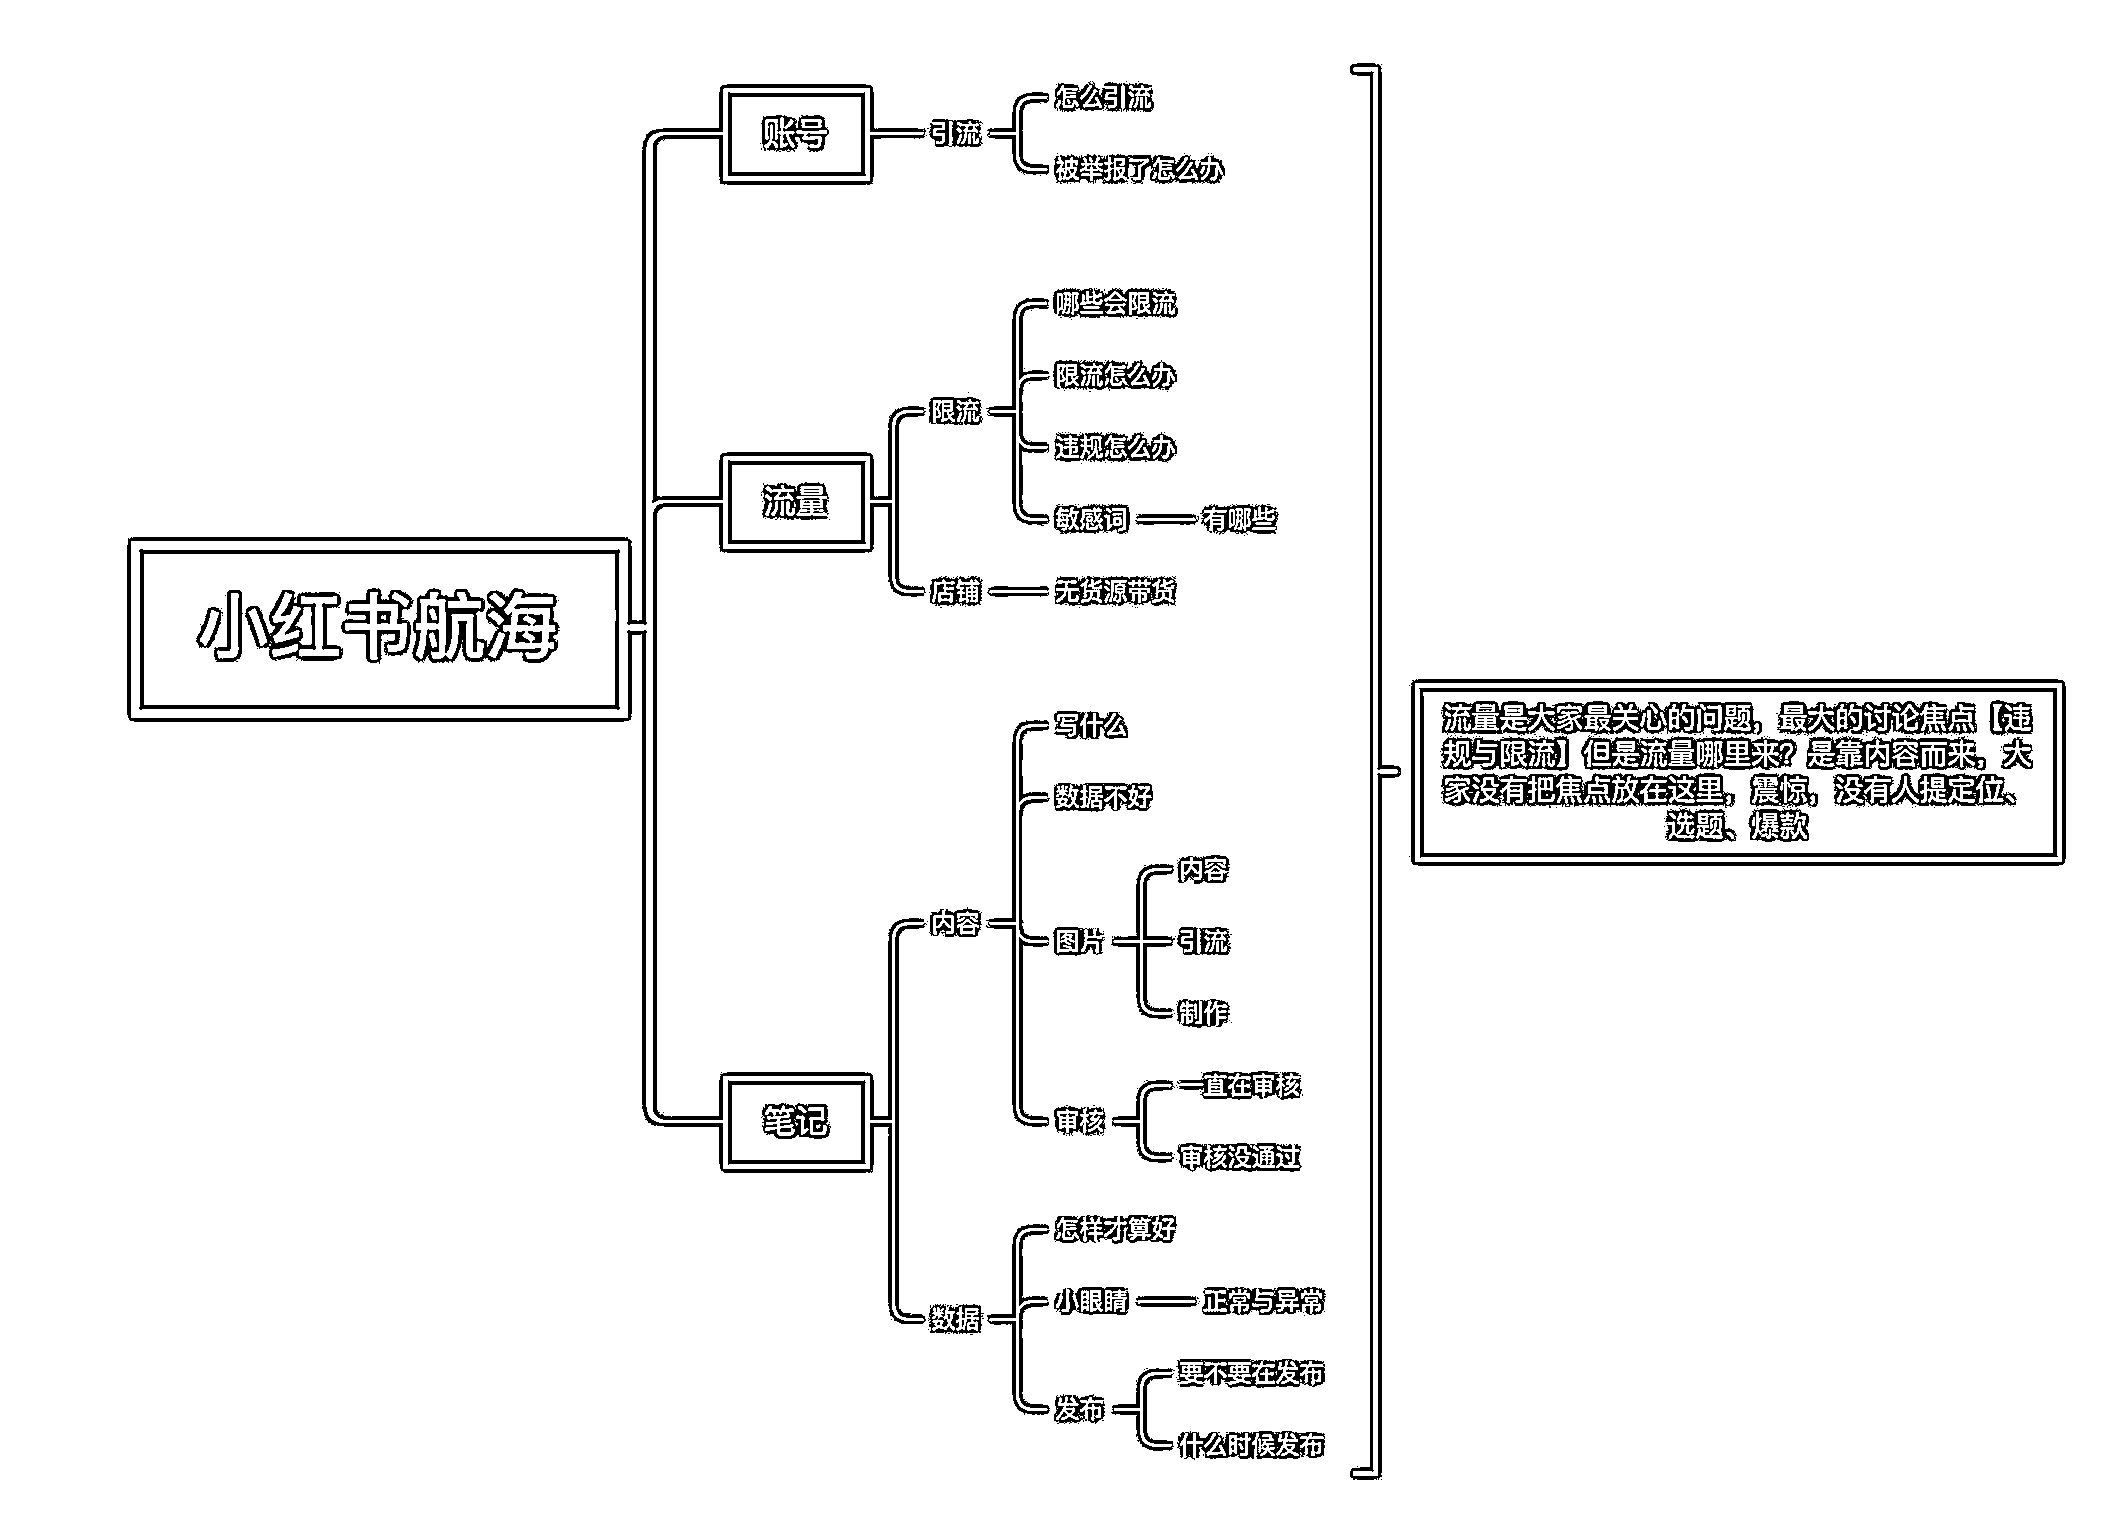 小红书航海
账号
引流
怎么引流
被举报了怎么办
流量
限流
哪些会限流
限流怎么办
违规怎么办
敏感词
有哪些
店铺
无货源带货
笔记
内容
写什么
数据不好
图片
内容
引流
制作
审核
一直在审核
审核没通过
数据
怎样才算好
小眼睛
正常与异常
发布
要不要在发布
什么时候发布
流量是大家最关心的问题，最大的讨论焦点【违
规与限流】但是流量哪里来？是靠内容而来，大
家没有把焦点放在这里，震惊，没有人提定位、
选题、爆款